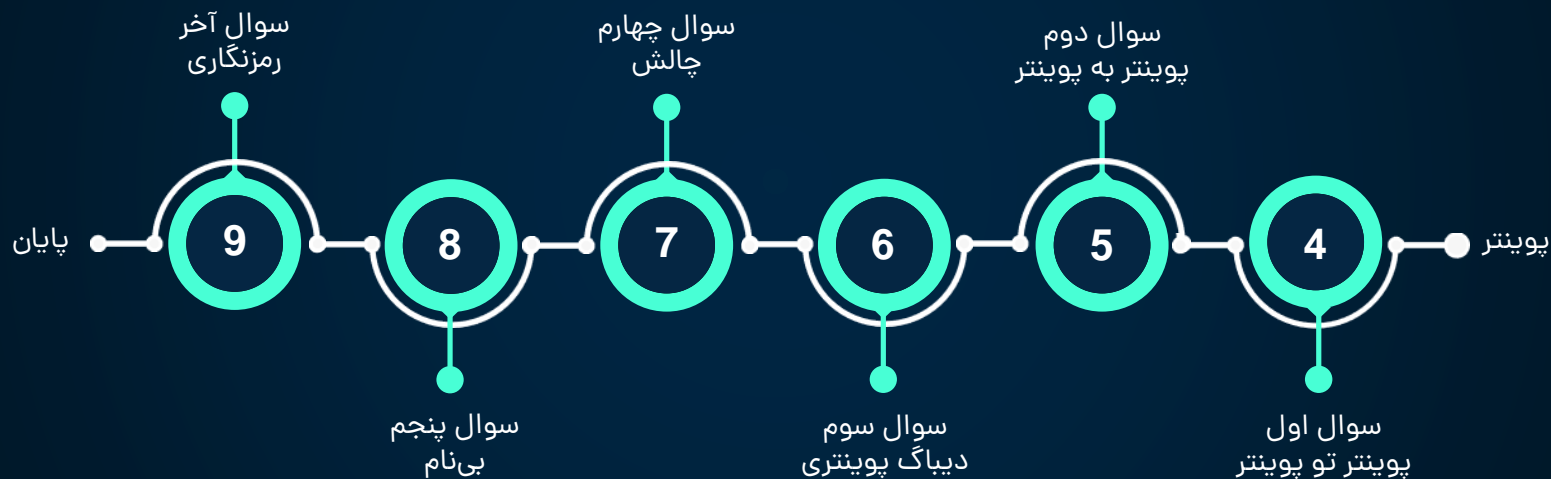 پوینتر
4
سوال اول
پوینتر تو پوینتر
5
سوال دوم
پوینتر به پوینتر
6
سوال سوم
دیباگ پوینتری
7
سوال چهارم
چالش
8
سوال پنجم
بی‌نام
9
سوال آخر
رمزنگاری
پایان